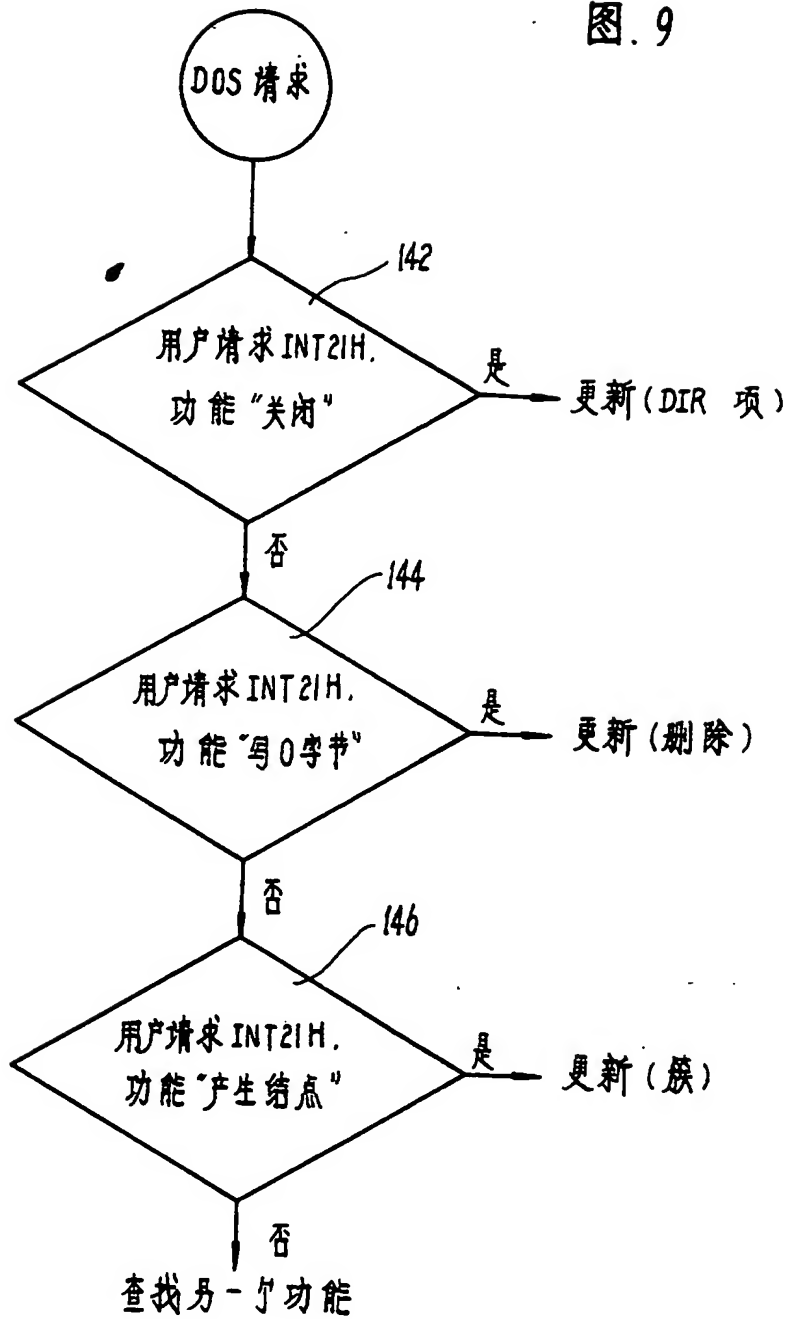 图. 9
DOS 请求
142
用户请求 INT21H.
功能“关闭”
是
更新(DIR 项)
否
144
用户请求 INT21H.
功能“写0字节”
是
更新(删除)
否
146
用户请求 INT21H.
功能“产生结点”
是
更新(簇)
否
查找另一个功能